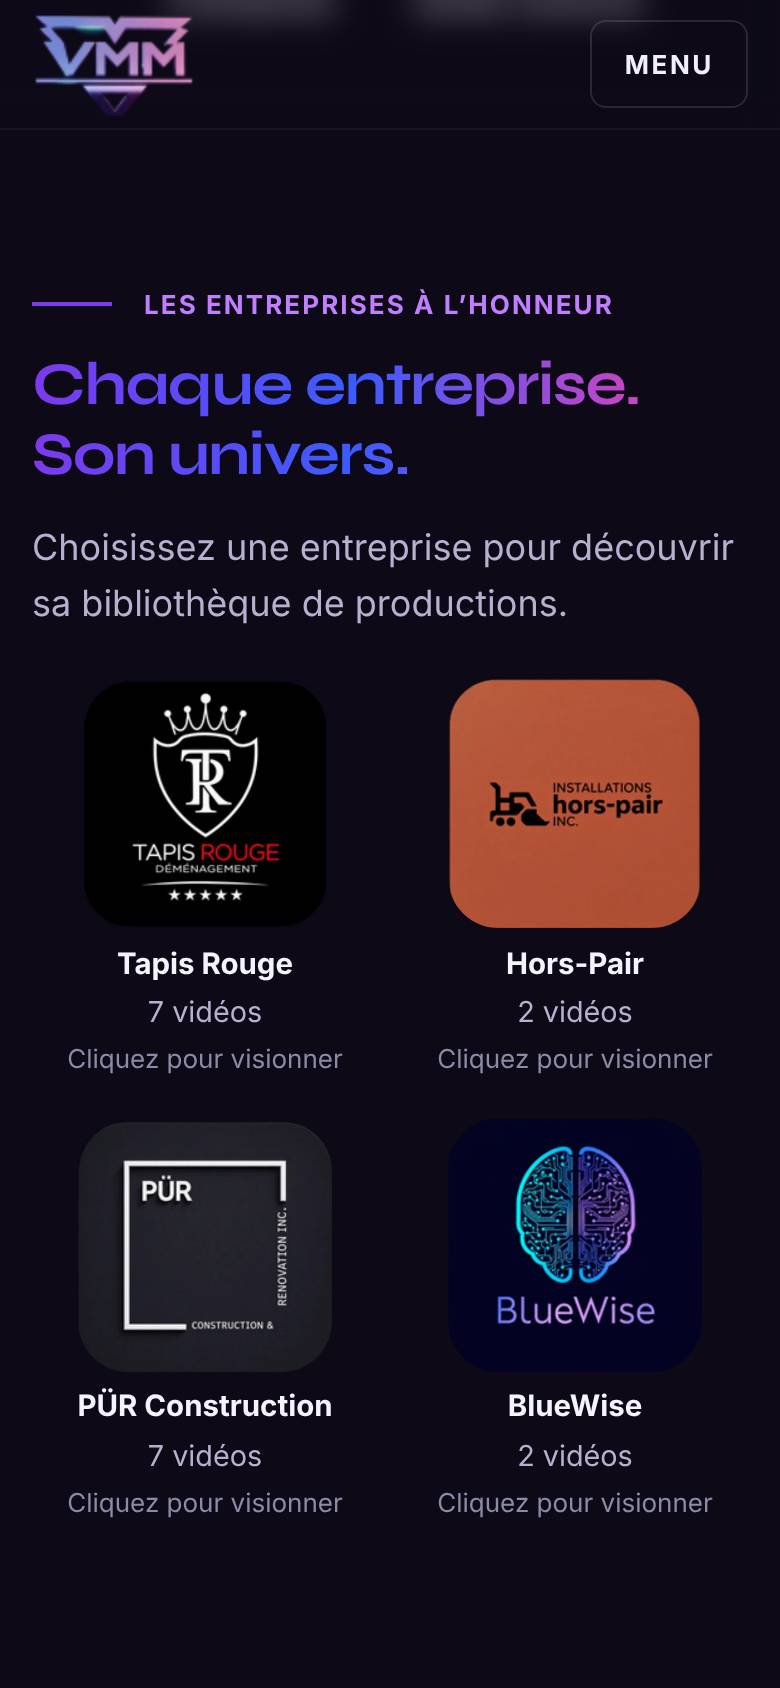 VMM
MENU
LES ENTREPRISES À L’HONNEUR
Chaque entreprise.
Son univers.
Choisissez une entreprise pour découvrir
sa bibliothèque de productions.
TR
TAPIS ROUGE
DÉMÉNAGEMENT
INSTALLATIONS
hors-pair
INC.
Tapis Rouge
7 vidéos
Cliquez pour visionner
Hors-Pair
2 vidéos
Cliquez pour visionner
PÜR
CONSTRUCTION &
RENOVATION INC.
BlueWise
PÜR Construction
7 vidéos
Cliquez pour visionner
BlueWise
2 vidéos
Cliquez pour visionner